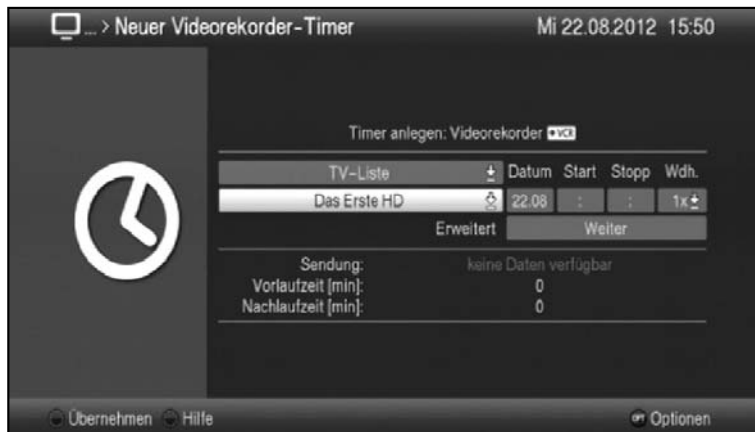 ... > Neuer Videorekorder-Timer Mi 22.08.2012 15:50
Timer anlegen: Videorekorder VCR
TV-Liste Datum Start Stopp Wdh.
Das Erste HD 22.08 : : 1x
Erweitert Weiter
Sendung: keine Daten verfügbar
Vorlaufzeit [min]: 0
Nachlaufzeit [min]: 0
Übernehmen Hilfe OPT Optionen